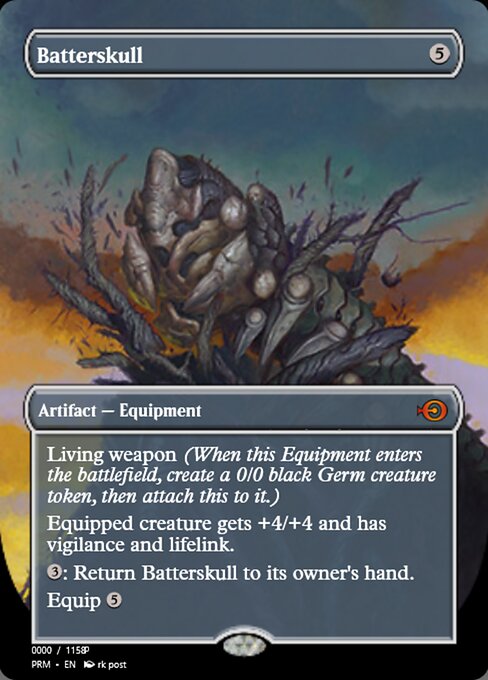 Batterskull 5
Artifact — Equipment
Living weapon (When this Equipment enters
the battlefield, create a 0/0 black Germ creature
token, then attach this to it.)
Equipped creature gets +4/+4 and has
vigilance and lifelink.
3: Return Batterskull to its owner's hand.
Equip 5
0000 / 1158P
PRM • EN rk post